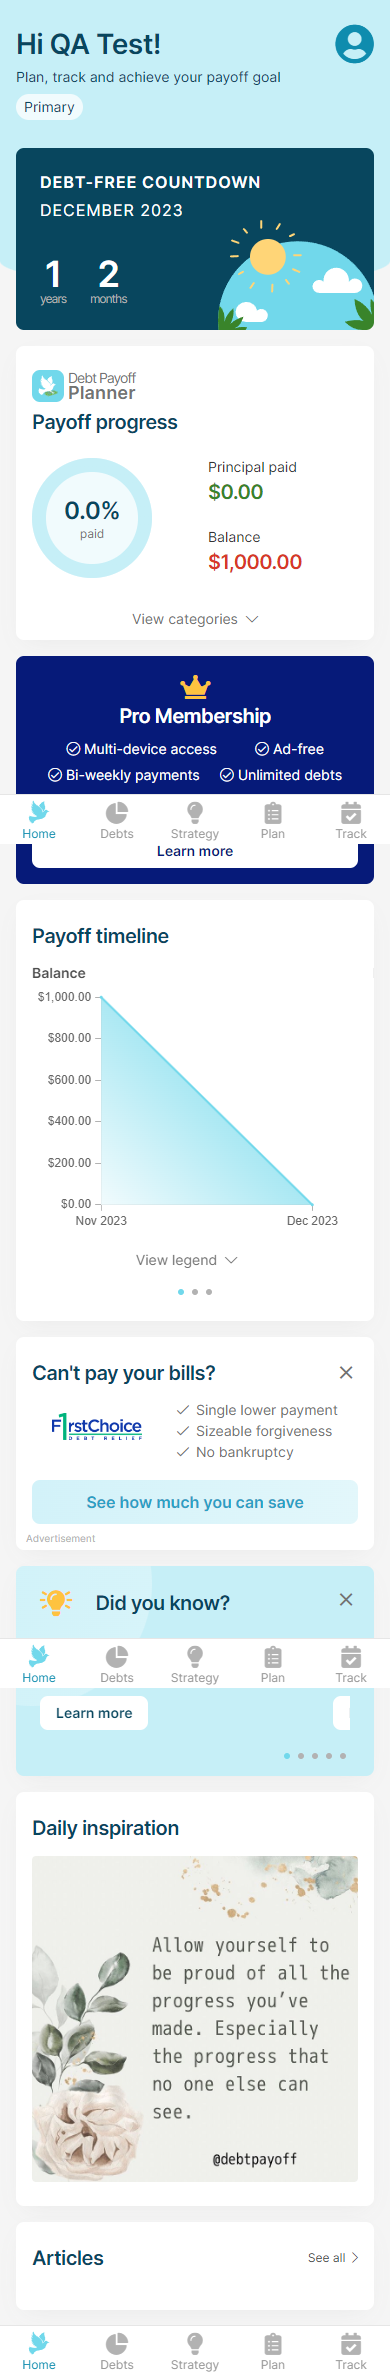 Hi QA Test!
Plan, track and achieve your payoff goal
Primary
DEBT-FREE COUNTDOWN
DECEMBER 2023
1 2
years months
Debt Payoff
Planner
Payoff progress
0.0%
paid
Principal paid
$0.00
Balance
$1,000.00
View categories
Pro Membership
Multi-device access Ad-free
Bi-weekly payments Unlimited debts
Home Debts Strategy Plan Track
Learn more
Payoff timeline
Balance
$1,000.00
$800.00
$600.00
$400.00
$200.00
$0.00
Nov 2023 Dec 2023
View legend
Can't pay your bills?
F1rstChoice
DEBT RELIEF
Single lower payment
Sizeable forgiveness
No bankruptcy
See how much you can save
Advertisement
Did you know?
Home Debts Strategy Plan Track
Learn more
Daily inspiration
Allow yourself to
be proud of all the
progress you've
made. Especially
the progress that
no one else can
see.
@debtpayoff
Articles See all
Home Debts Strategy Plan Track